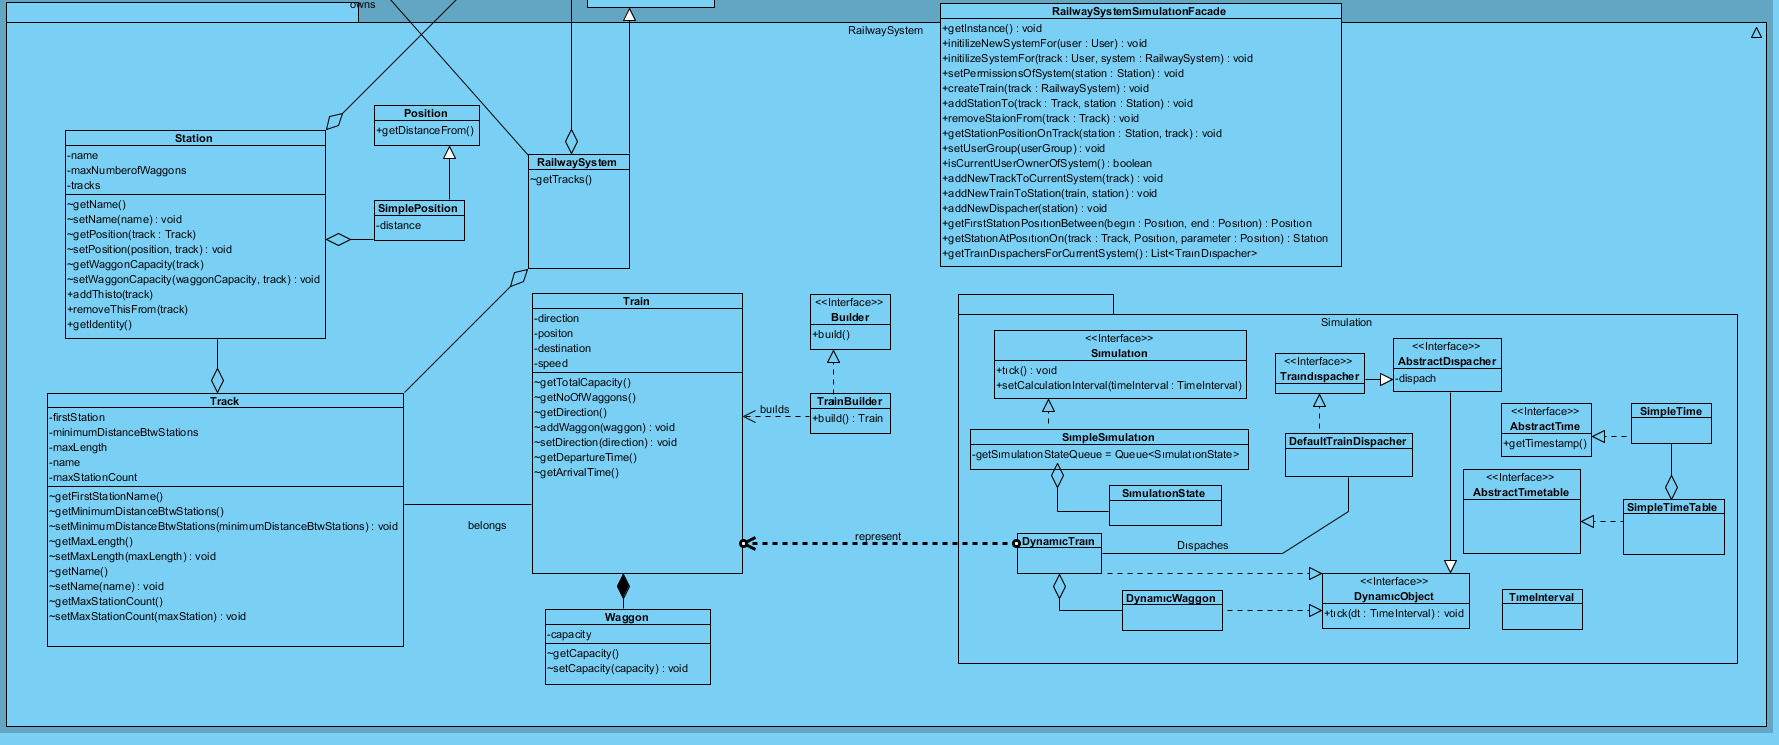 owns
RailwaySystem
RailwaySystemSimulationFacade
+getInstance() : void
+initilizeNewSystemFor(user : User) : void
+initilizeSystemFor(track : User, system : RailwaySystem) : void
+setPermissionsOfSystem(station : Station) : void
+createTrain(track : RailwaySystem) : void
+addStationTo(track : Track, station : Station) : void
+removeStaionFrom(track : Track) : void
+getStationPositionOnTrack(station : Station, track) : void
+setUserGroup(userGroup) : void
+isCurrentUserOwnerOfSystem() : boolean
+addNewTrackToCurrentSystem(track) : void
+addNewTrainToStation(train, station) : void
+addNewDispacher(station) : void
+getFirstStationPositionBetween(begin : Position, end : Position) : Position
+getStationAtPositionOn(track : Track, Position, parameter : Position) : Station
+getTrainDispachersForCurrentSystem() : List<TrainDispacher>
Position
+getDistanceFrom()
Station
-name
-maxNumberofWaggons
-tracks
~getName()
~setName(name) : void
~getPosition(track : Track)
~setPosition(position, track) : void
~getWaggonCapacity(track)
~setWaggonCapacity(waggonCapacity, track) : void
+addThisto(track)
+removeThisFrom(track)
+getIdentity()
SimplePosition
-distance
RailwaySystem
~getTracks()
Train
-direction
-positon
-destination
-speed
~getTotalCapacity()
~getNoOfWaggons()
~getDirection()
~addWaggon(waggon) : void
~setDirection(direction) : void
~getDepartureTime()
~getArrivalTime()
<<Interface>>
Builder
+build()
builds
TrainBuilder
+build() : Train
Track
-firstStation
-minimumDistanceBtwStations
-maxLength
-name
-maxStationCount
~getFirstStationName()
~getMinimumDistanceBtwStations()
~setMinimumDistanceBtwStations(minimumDistanceBtwStations) : void
~getMaxLength()
~setMaxLength(maxLength) : void
~getName()
~setName(name) : void
~getMaxStationCount()
~setMaxStationCount(maxStation) : void
belongs
represent
Waggon
-capacity
~getCapacity()
~setCapacity(capacity) : void
Simulation
<<Interface>>
Simulation
+tick() : void
+setCalculationInterval(timeInterval : TimeInterval)
<<Interface>>
Traindispacher
<<Interface>>
AbstractDispacher
-dispach
SimpleSimulation
-getSimulationStateQueue = Queue<SimulationState>
DefaultTrainDispacher
<<Interface>>
AbstractTime
+getTimestamp()
SimpleTime
SimulationState
<<Interface>>
AbstractTimetable
SimpleTimeTable
DynamicTrain
Dispaches
DynamicWaggon
<<Interface>>
DynamicObject
+tick(dt : TimeInterval) : void
TimeInterval